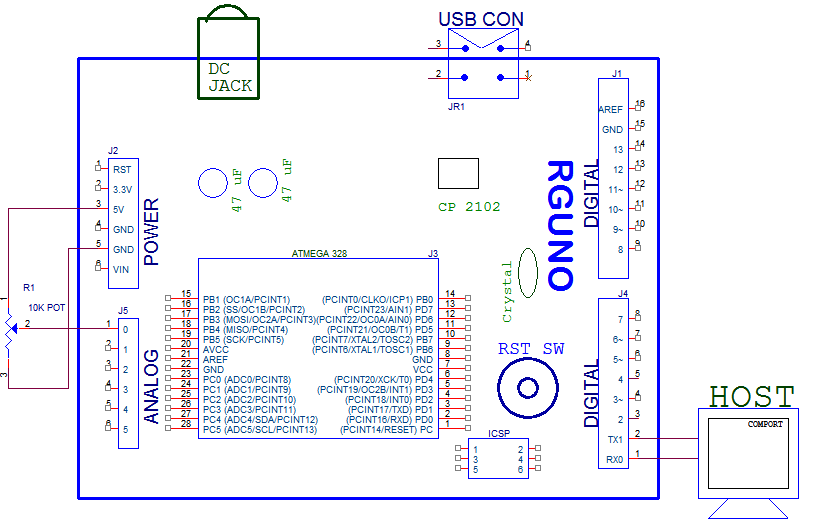 USB CON
3 4
2 1
JR1
DC
JACK
47 uF
47 uF
CP 2102
RGUNO
Crystal
RST SW
J2
1 RST
2 3.3V
3 5V
4 GND
5 GND
6 VIN
POWER
R1
10K POT
1
2
3
J5
1 0
2 1
3 2
4 3
5 4
6 5
ANALOG
ATMEGA 328
J3
15 PB1 (OC1A/PCINT1) (PCINT0/CLKO/ICP1) PB0 14
16 PB2 (SS/OC1B/PCINT2) (PCINT23/AIN1) PD7 13
17 PB3 (MOSI/OC2A/PCINT3)(PCINT22/OC0A/AIN0) PD6 12
18 PB4 (MISO/PCINT4) (PCINT21/OC0B/T1) PD5 11
19 PB5 (SCK/PCINT5) (PCINT7/XTAL2/TOSC2) PB7 10
20 AVCC (PCINT6/XTAL1/TOSC1) PB6 9
21 AREF GND 8
22 GND VCC 7
23 PC0 (ADC0/PCINT8) (PCINT20/XCK/T0) PD4 6
24 PC1 (ADC1/PCINT9) (PCINT19/OC2B/INT1) PD3 5
25 PC2 (ADC2/PCINT10) (PCINT18/INT0) PD2 4
26 PC3 (ADC3/PCINT11) (PCINT17/TXD) PD1 3
27 PC4 (ADC4/SDA/PCINT12) (PCINT16/RXD) PD0 2
28 PC5 (ADC5/SCL/PCINT13) (PCINT14/RESET) PC 1
ICSP
1 2
3 4
5 6
J1
AREF 16
GND 15
13 14
12 13
11~ 12
10~ 11
9~ 10
8 9
DIGITAL
J4
7 8
6~ 7
5~ 6
4 5
3~ 4
2 3
TX1 2
RX0 1
DIGITAL
HOST
COMPORT